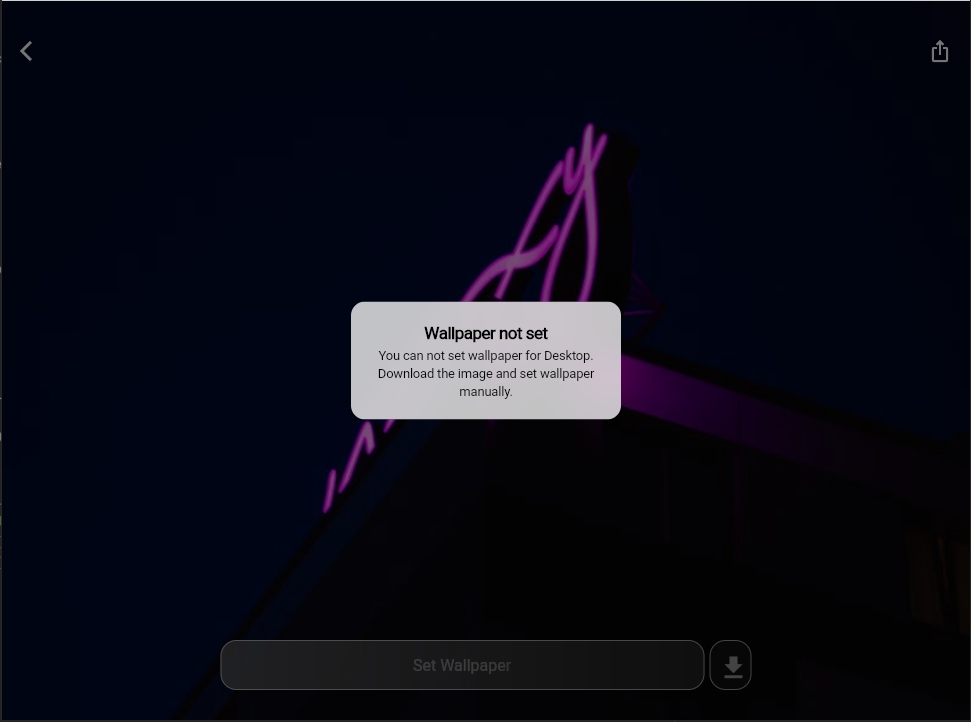 Wallpaper not set
You can not set wallpaper for Desktop.
Download the image and set wallpaper
manually.
Set Wallpaper